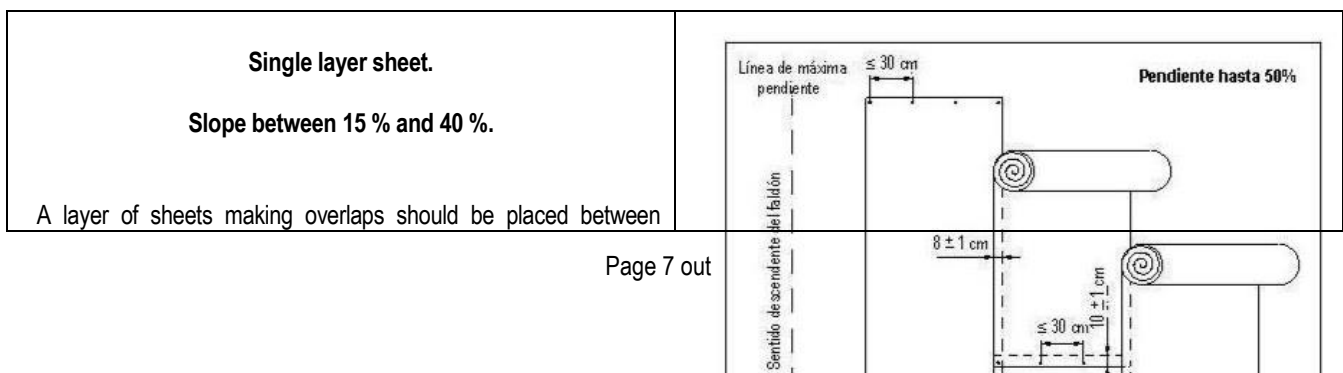 Single layer sheet.
Slope between 15 % and 40 %.
A layer of sheets making overlaps should be placed between
Page 7 out
Línea de máxima
pendiente
≤ 30 cm
Pendiente hasta 50%
Sentido descendente del faldón
8 ± 1 cm
10 ± 1 cm
≤ 30 cm